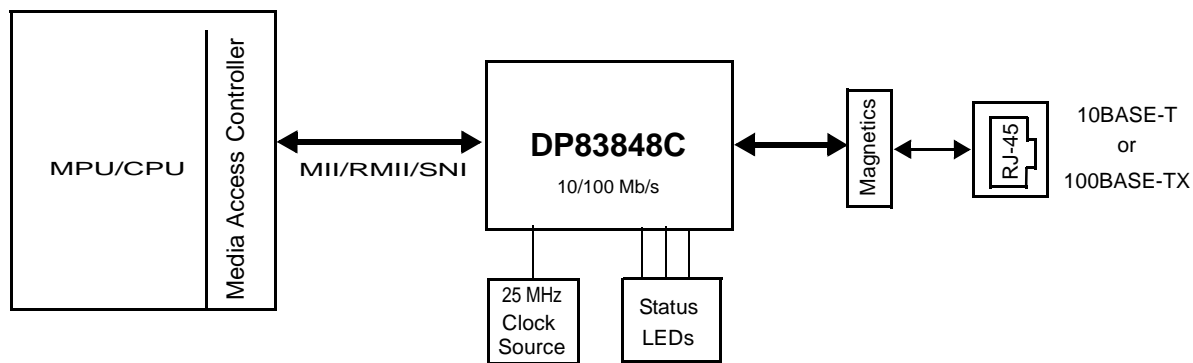 MPU/CPU
Media Access Controller
MII/RMII/SNI
DP83848C
10/100 Mb/s
25 MHz
Clock
Source
Status
LEDs
Magnetics
RJ-45
10BASE-T
or
100BASE-TX